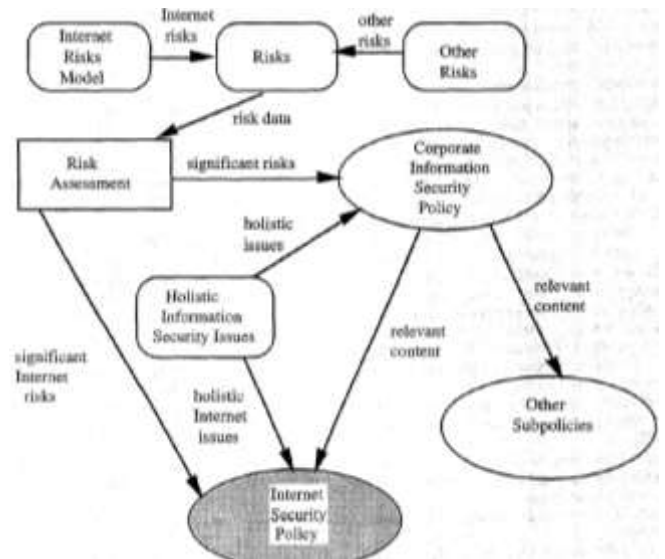 Internet
Risks
Model
Internet
risks
Risks
other
risks
Other
Risks
risk data
Risk
Assessment
significant risks
Corporate
Information
Security
Policy
holistic
issues
Holistic
Information
Security Issues
relevant
content
relevant
content
significant
Internet
risks
holistic
Internet
issues
Other
Subpolicies
Internet
Security
Policy